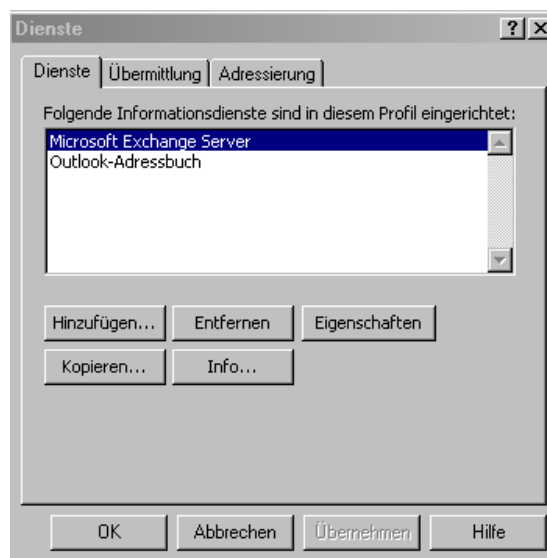 Dienste
Dienste Übermittlung Adressierung
Folgende Informationsdienste sind in diesem Profil eingerichtet:
Microsoft Exchange Server
Outlook-Adressbuch
Hinzufügen... Entfernen Eigenschaften
Kopieren... Info...
OK Abbrechen Übernehmen Hilfe